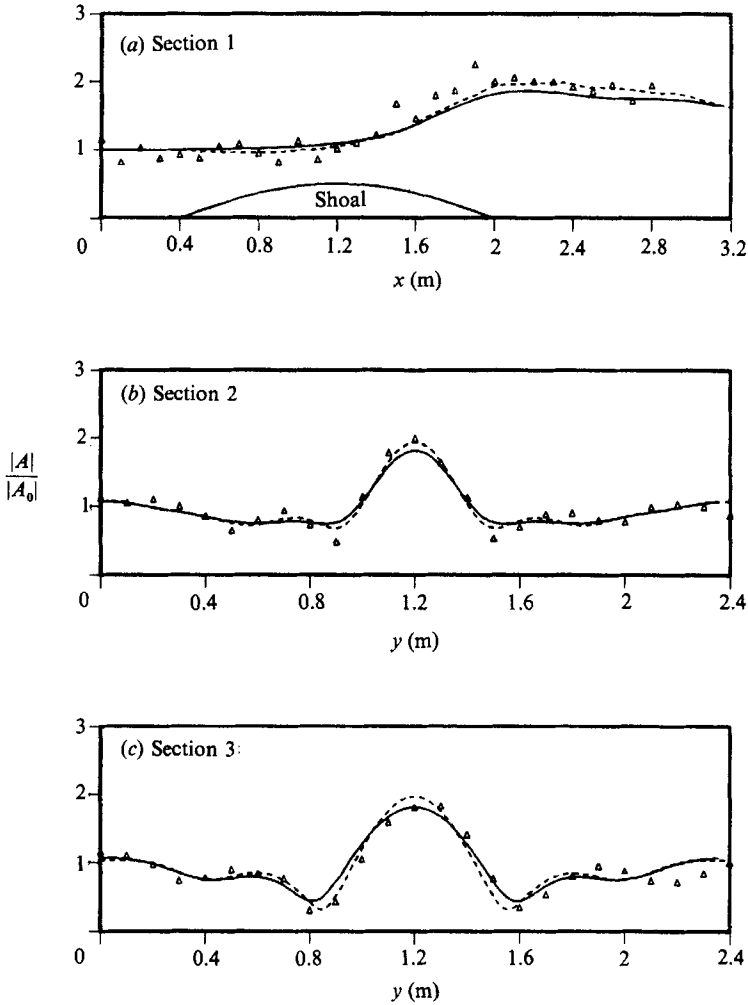 3
(a) Section 1
2
1
Shoal
0 0.4 0.8 1.2 1.6 2 2.4 2.8 3.2
x (m)
3
(b) Section 2
2
|A|
|A₀|
1
0 0.4 0.8 1.2 1.6 2 2.4
y (m)
3
(c) Section 3
2
1
0 0.4 0.8 1.2 1.6 2 2.4
y (m)